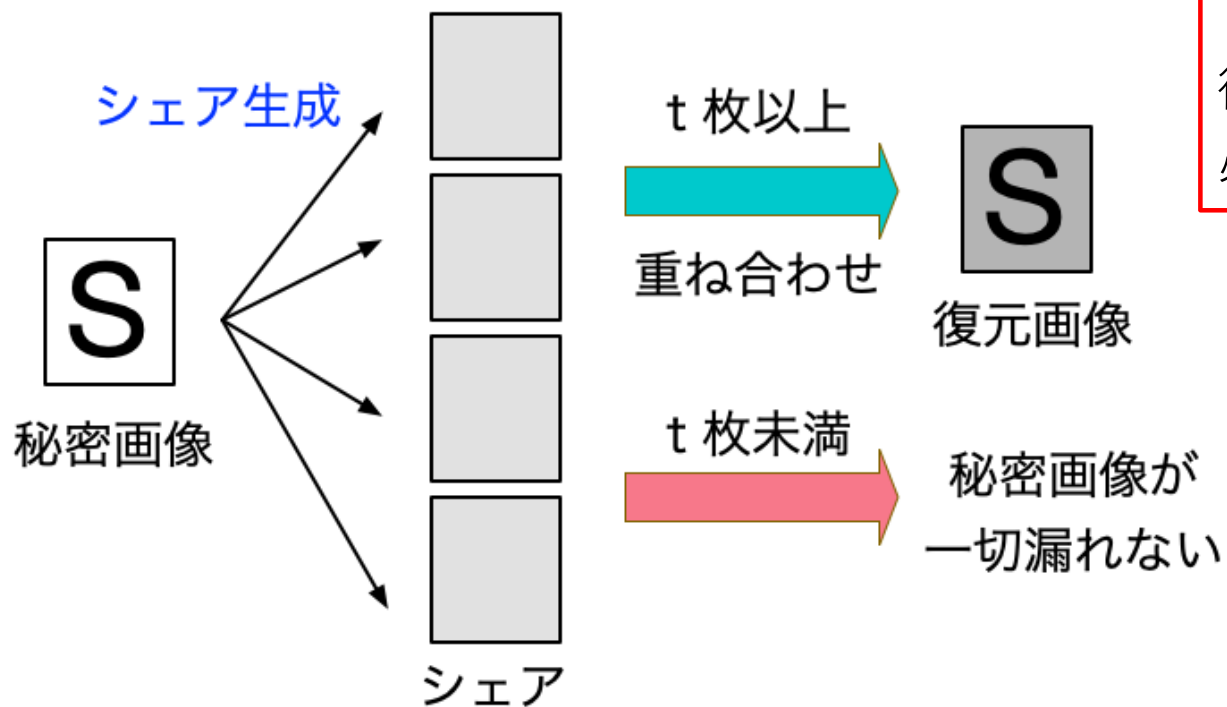 シェア生成
S
秘密画像
シェア
t 枚以上
重ね合わせ
S
復元画像
t 枚未満
秘密画像が
一切漏れない